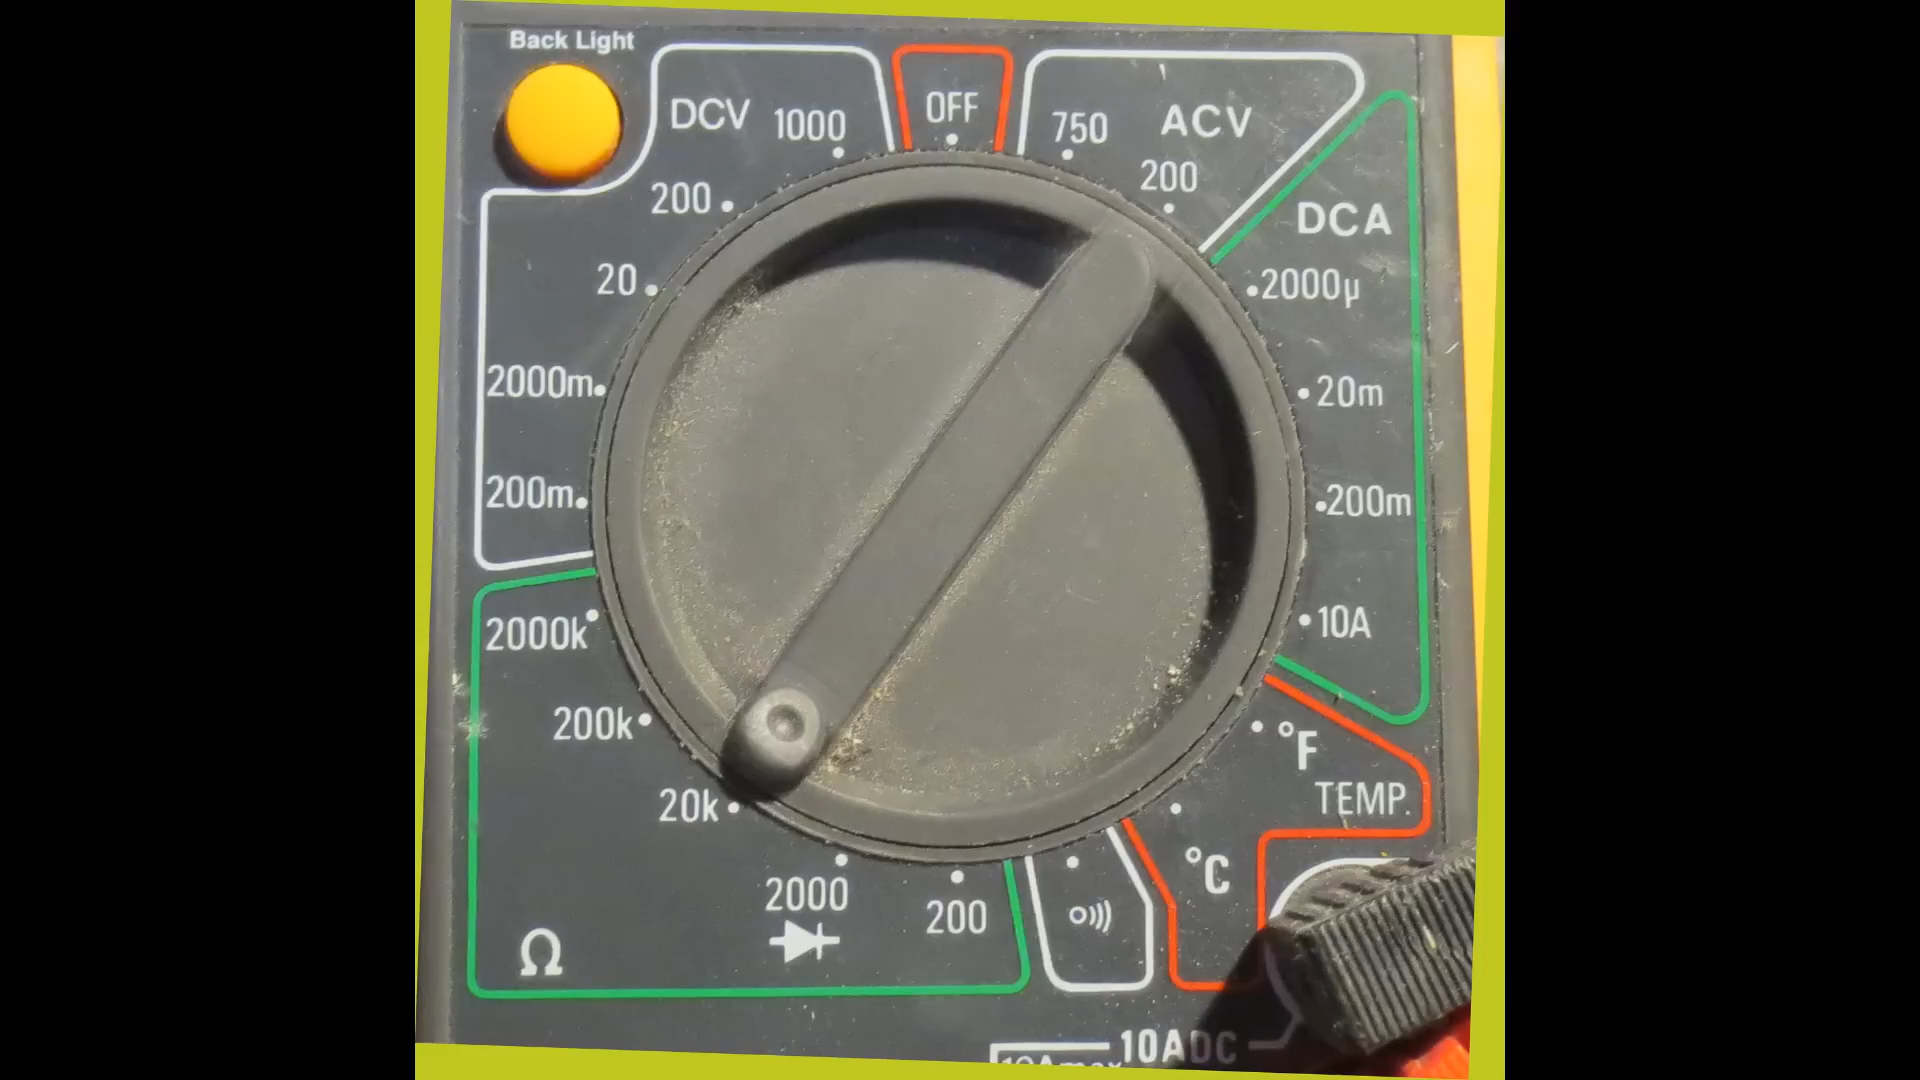 Back Light
DCV 1000 OFF 750 ACV
200 200
DCA
20 2000µ
2000m 20m
200m 200m
2000k 10A
200k °F
20k TEMP.
2000 °C
200
Ω
10ADC
10Amax